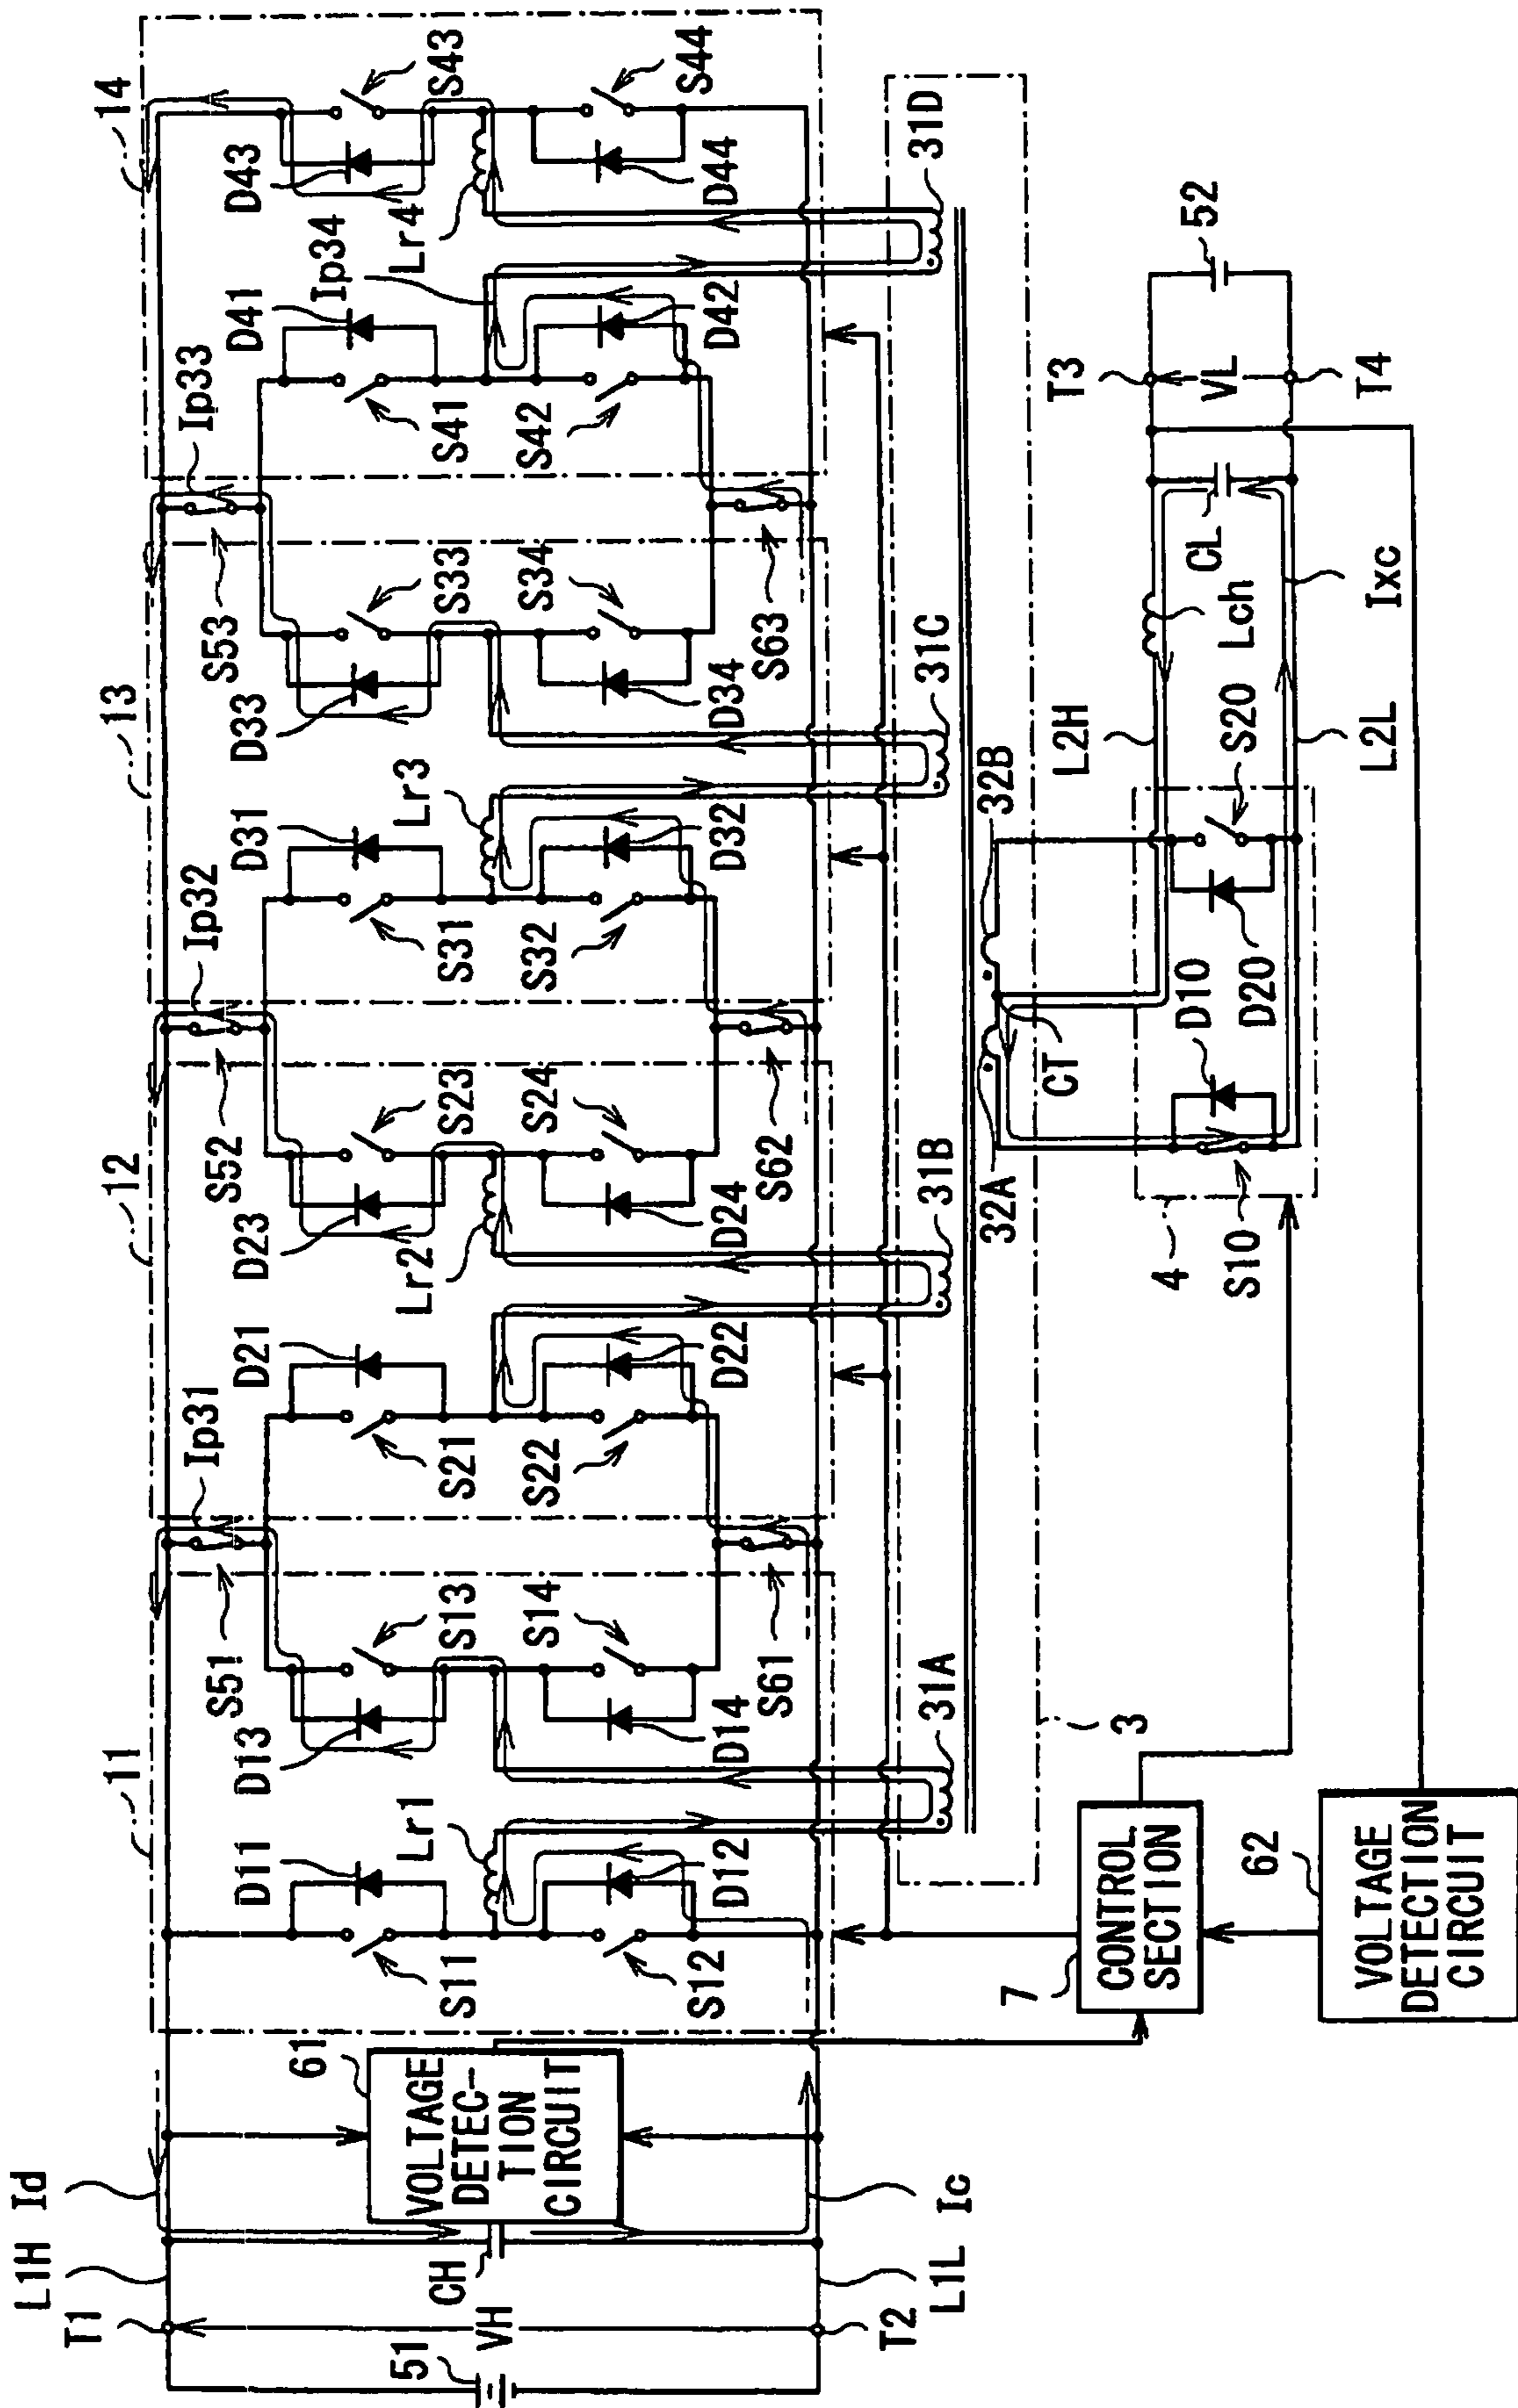 11
12
13
14
L1H
Id
T1
T2
L1L
Ic
51
VH
CH
61
VOLTAGE
DETEC-
TION
CIRCUIT
D11
S11
S12
D12
Lr1
D13
S13
S14
D14
31A
S51
Ip31
S61
D21
S21
S22
D22
Lr2
D23
S23
S24
D24
31B
S52
Ip32
S62
D31
S31
S32
D32
Lr3
D33
S33
S34
D34
31C
S53
Ip33
S63
D41
S41
S42
D42
Ip34
Lr4
D43
S43
S44
D44
31D
3
32A
32B
CT
4
S10
D10
D20
S20
L2H
L2L
Lch
CL
Ixc
T3
VL
T4
52
7
CONTROL
SECTION
62
VOLTAGE
DETECTION
CIRCUIT